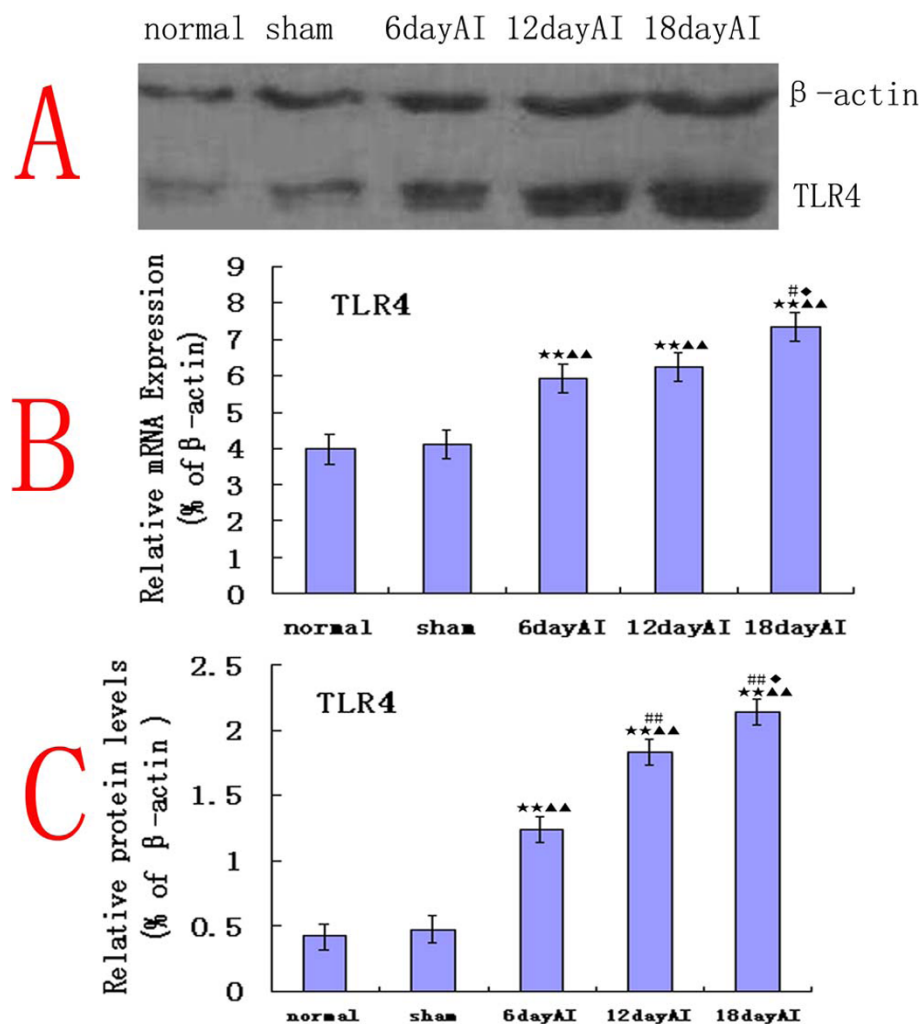 normal sham 6dayAI 12dayAI 18dayAI
A
β-actin
TLR4
B
Relative mRNA Expression
(% of β-actin)
9
8
7
6
5
4
3
2
1
0
TLR4
★★▲▲
★★▲▲
#◆
★★▲▲
normal sham 6dayAI 12dayAI 18dayAI
C
Relative protein levels
(% of β-actin )
2.5
2
1.5
1
0.5
0
TLR4
★★▲▲
##
★★▲▲
##◆
★★▲▲
normal sham 6dayAI 12dayAI 18dayAI